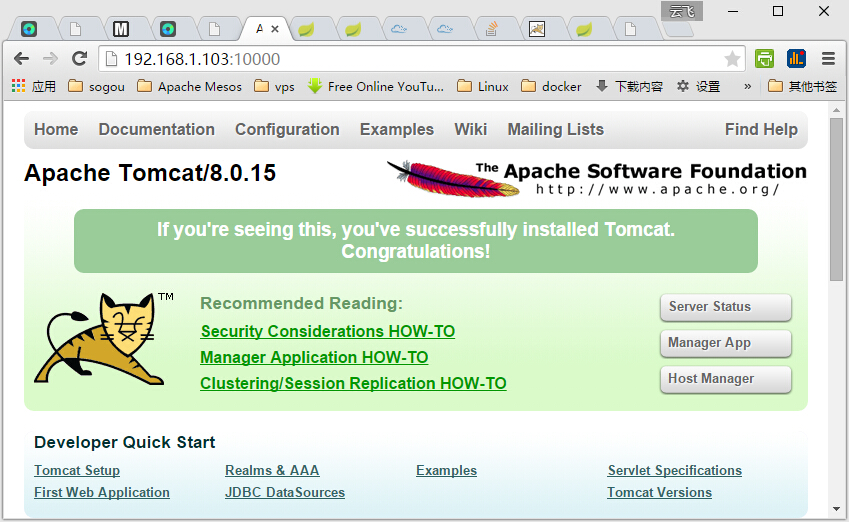 云飞
A
192.168.1.103:10000
应用 sogou Apache Mesos vps Free Online YouTu... Linux docker 下载内容 设置 » 其他书签
Home Documentation Configuration Examples Wiki Mailing Lists Find Help
Apache Tomcat/8.0.15
The Apache Software Foundation
http://www.apache.org/
If you're seeing this, you've successfully installed Tomcat.
Congratulations!
TM
Recommended Reading:
Security Considerations HOW-TO
Manager Application HOW-TO
Clustering/Session Replication HOW-TO
Server Status
Manager App
Host Manager
Developer Quick Start
Tomcat Setup Realms & AAA Examples Servlet Specifications
First Web Application JDBC DataSources Tomcat Versions